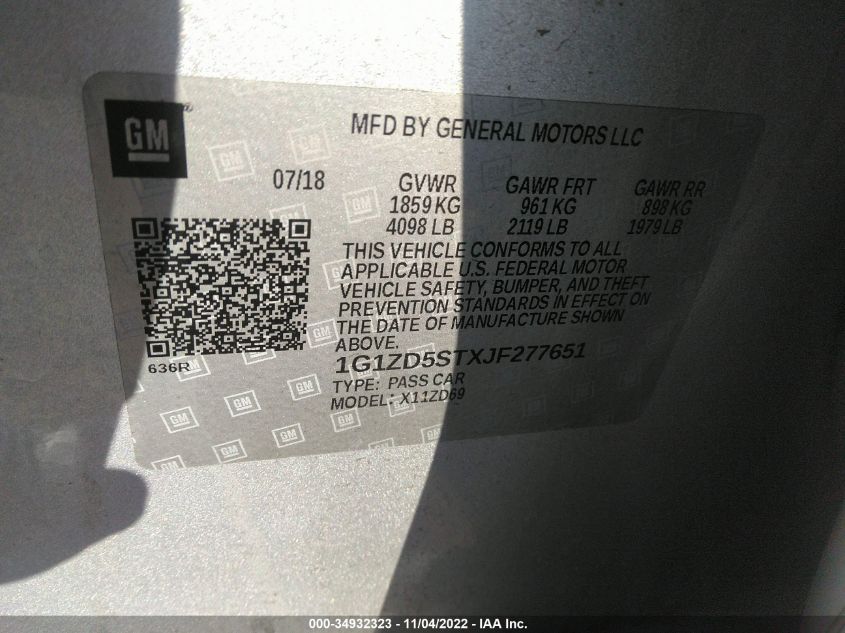 GM ®
MFD BY GENERAL MOTORS LLC
07/18 GVWR GAWR FRT GAWR RR
1859 KG 961 KG 898 KG
4098 LB 2119 LB 1979 LB
THIS VEHICLE CONFORMS TO ALL
APPLICABLE U.S. FEDERAL MOTOR
VEHICLE SAFETY, BUMPER, AND THEFT
PREVENTION STANDARDS IN EFFECT ON
THE DATE OF MANUFACTURE SHOWN
ABOVE.
636R
1G1ZD5STXJF277651
TYPE: PASS CAR
MODEL: X11ZD69
000-34932323 - 11/04/2022 - IAA Inc.